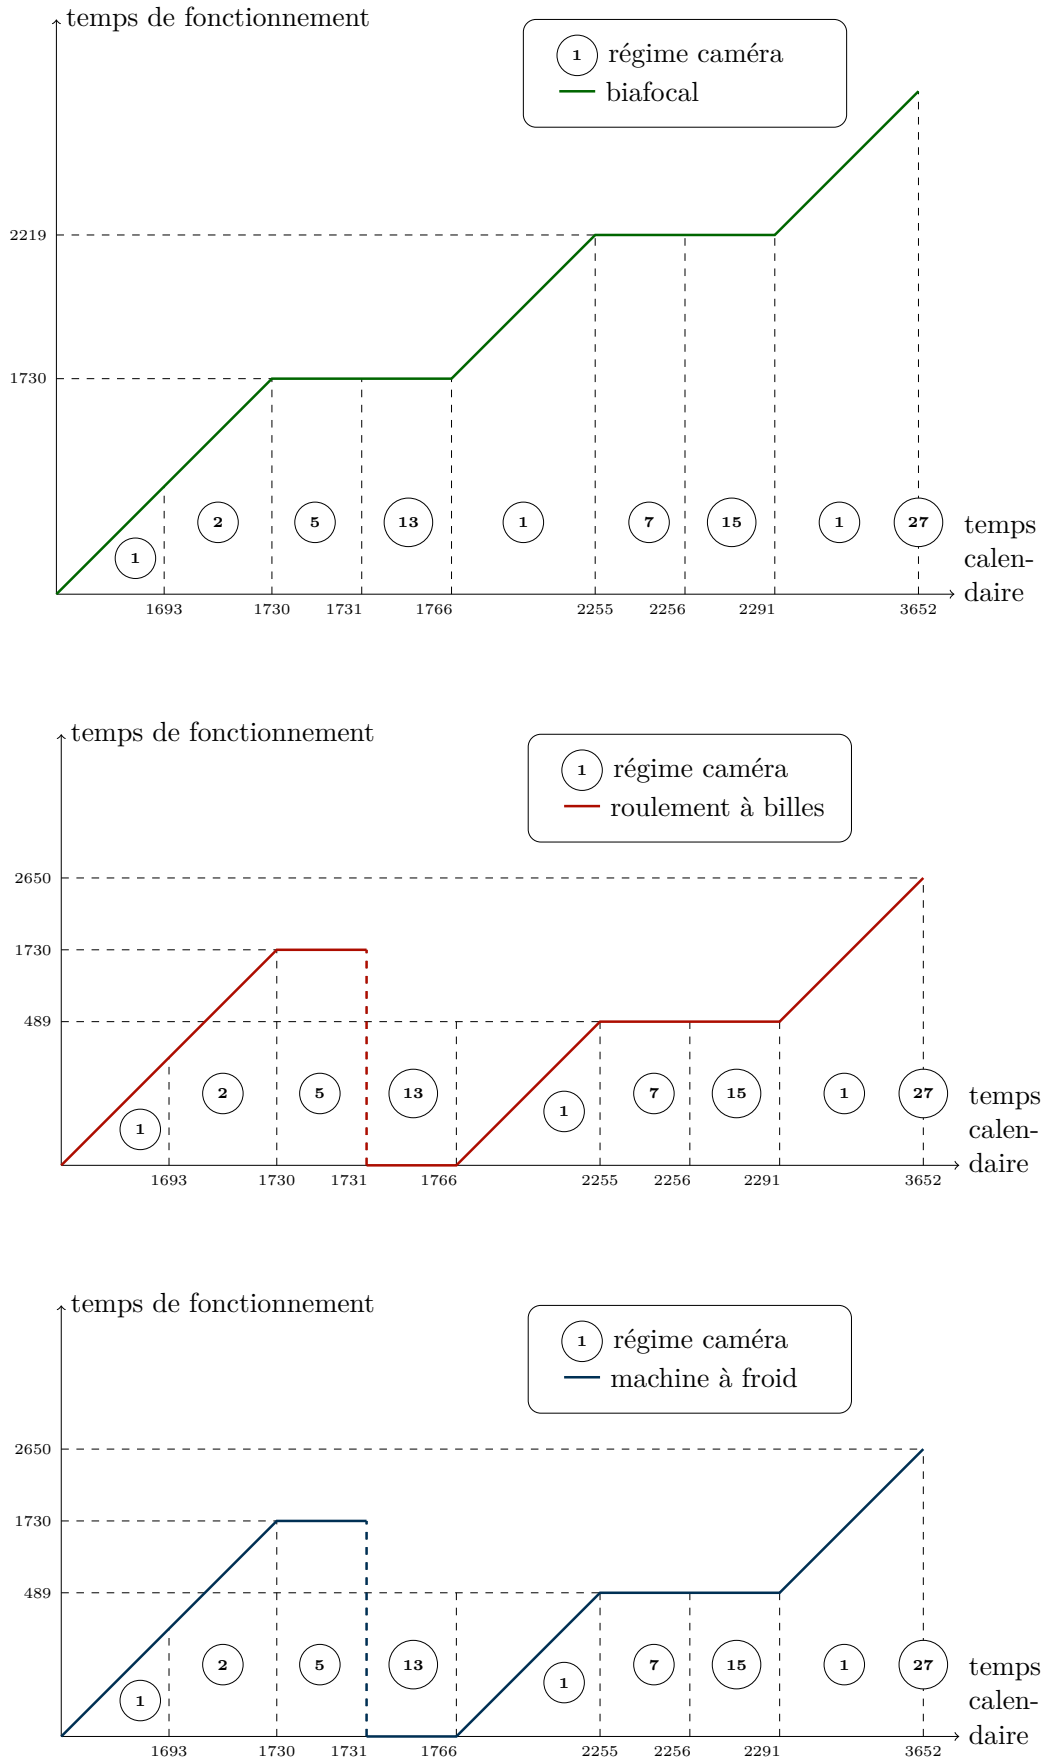 temps de fonctionnement
1 régime caméra
biafocal
2219
1730
2 5 13 1 7 15 1 27
1
temps
calen-
daire
1693 1730 1731 1766 2255 2256 2291 3652
temps de fonctionnement
1 régime caméra
roulement à billes
2650
1730
489
2 5 13 7 15 1 27
1 1
temps
calen-
daire
1693 1730 1731 1766 2255 2256 2291 3652
temps de fonctionnement
1 régime caméra
machine à froid
2650
1730
489
2 5 13 7 15 1 27
1 1
temps
calen-
daire
1693 1730 1731 1766 2255 2256 2291 3652